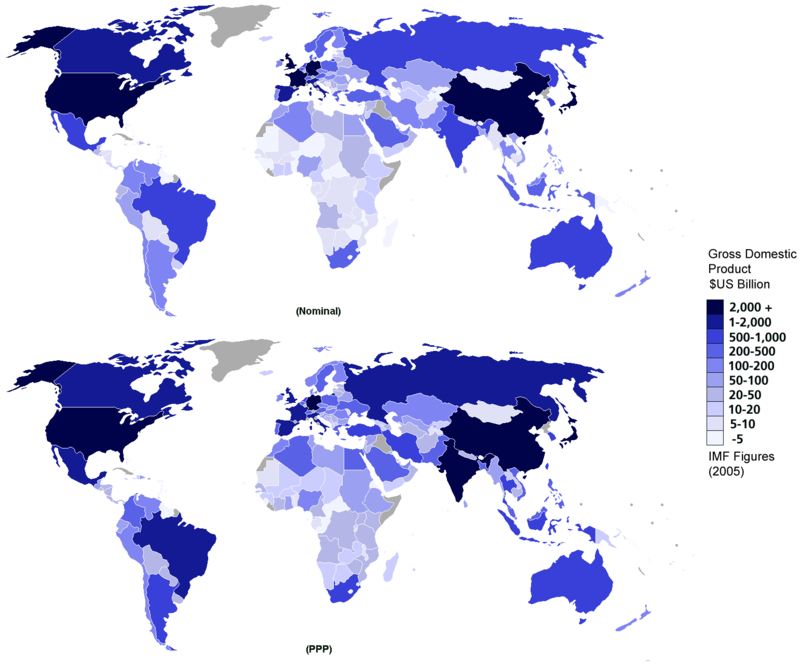 (Nominal)
Gross Domestic
Product
$US Billion
2,000 +
1-2,000
500-1,000
200-500
100-200
50-100
20-50
10-20
5-10
-5
IMF Figures
(2005)
(PPP)